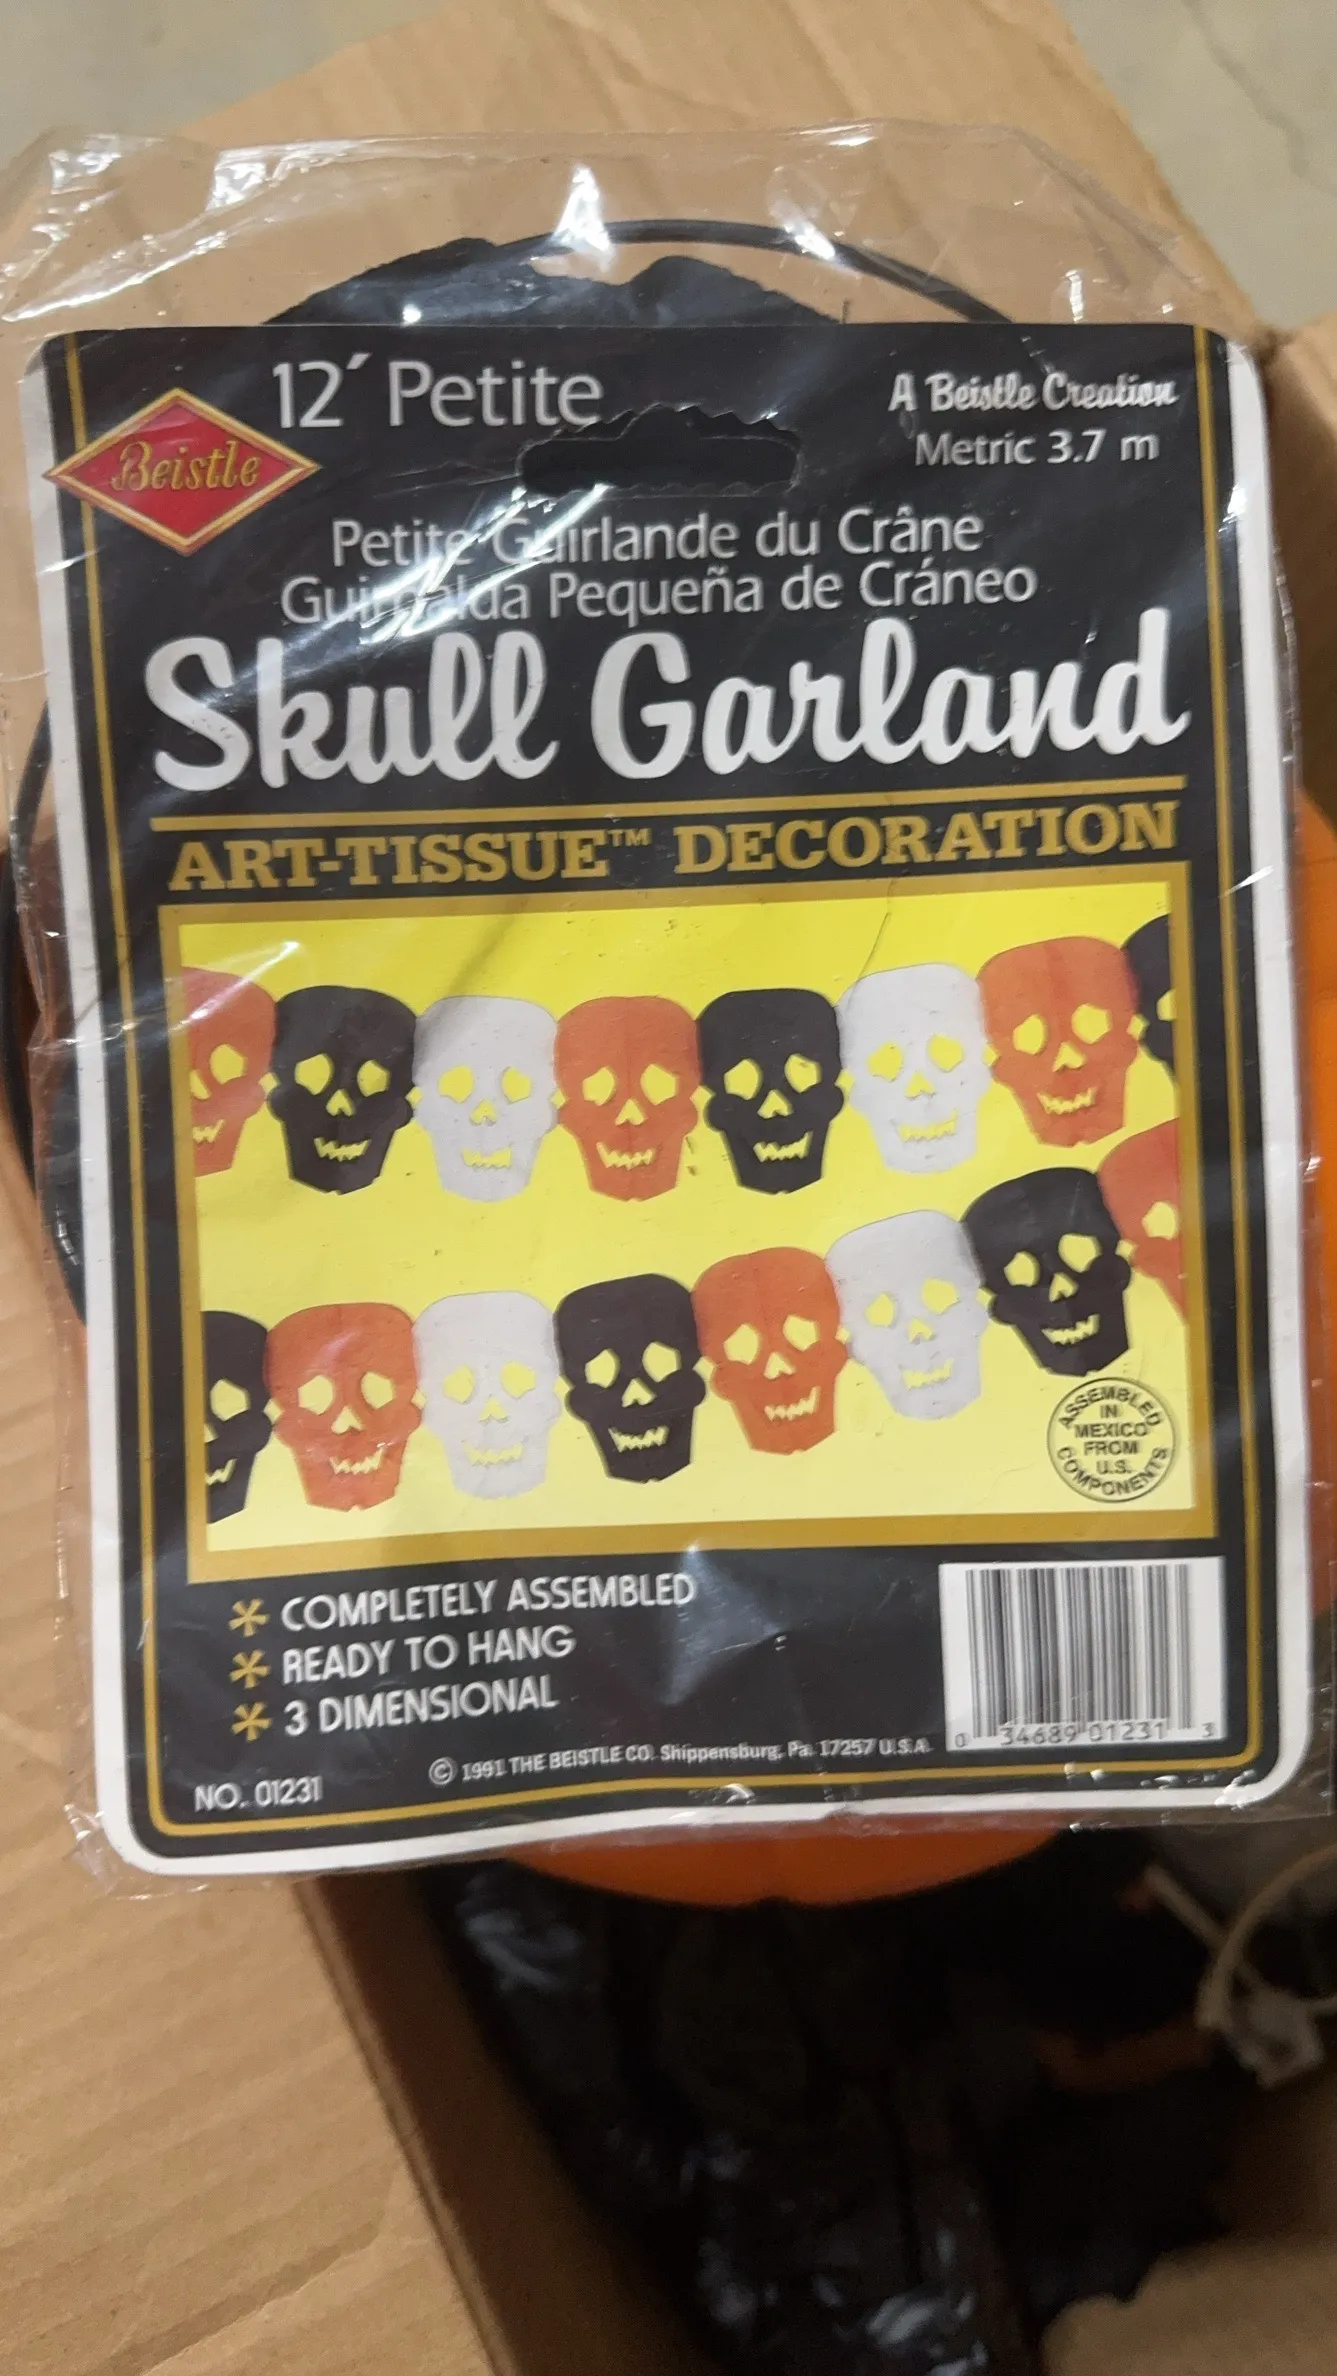 12´ Petite
Beistle
A Beistle Creation
Metric 3.7 m
Petite Guirlande du Crâne
Guirnalda Pequeña de Cráneo
Skull Garland
ART-TISSUE™ DECORATION
ASSEMBLED
IN
MEXICO
FROM
U.S.
COMPONENTS
* COMPLETELY ASSEMBLED
* READY TO HANG
* 3 DIMENSIONAL
0 34689 01231 3
© 1991 THE BEISTLE CO. Shippensburg, Pa. 17257 U.S.A.
NO. 01231